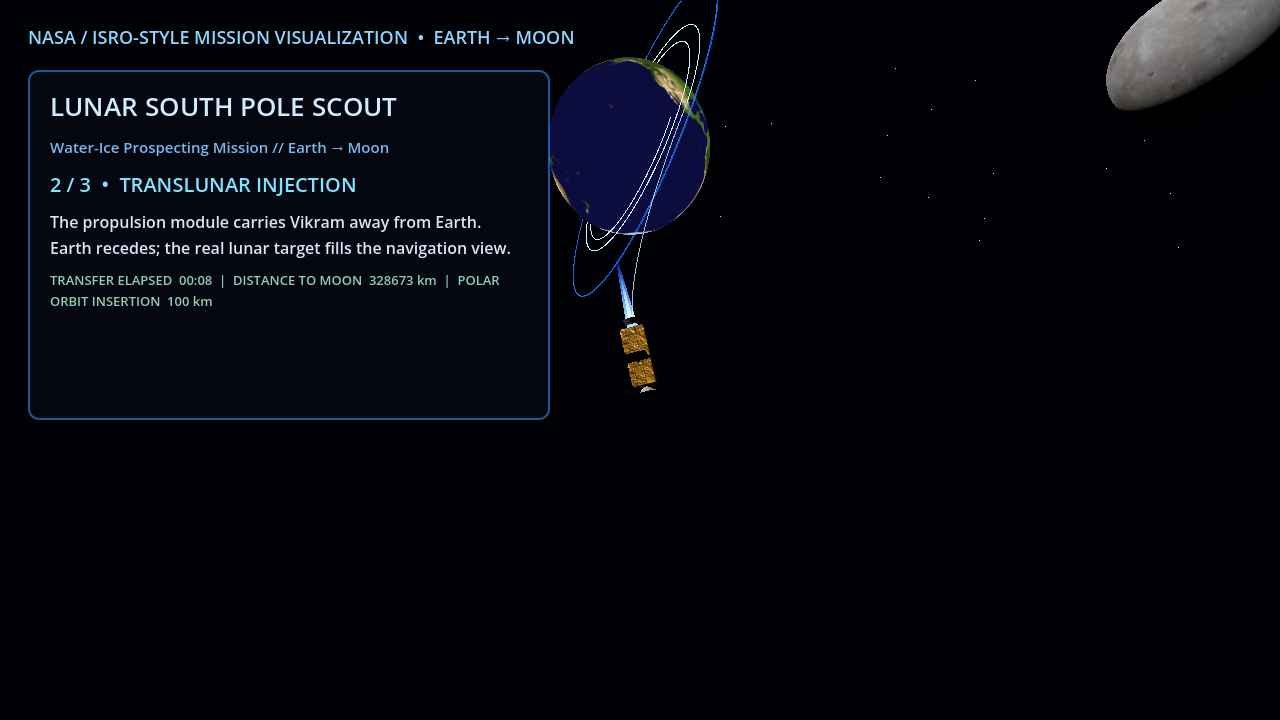 NASA / ISRO-STYLE MISSION VISUALIZATION • EARTH → MOON
LUNAR SOUTH POLE SCOUT
Water-Ice Prospecting Mission // Earth → Moon
2 / 3 • TRANSLUNAR INJECTION
The propulsion module carries Vikram away from Earth.
Earth recedes; the real lunar target fills the navigation view.
TRANSFER ELAPSED 00:08 | DISTANCE TO MOON 328673 km | POLAR
ORBIT INSERTION 100 km